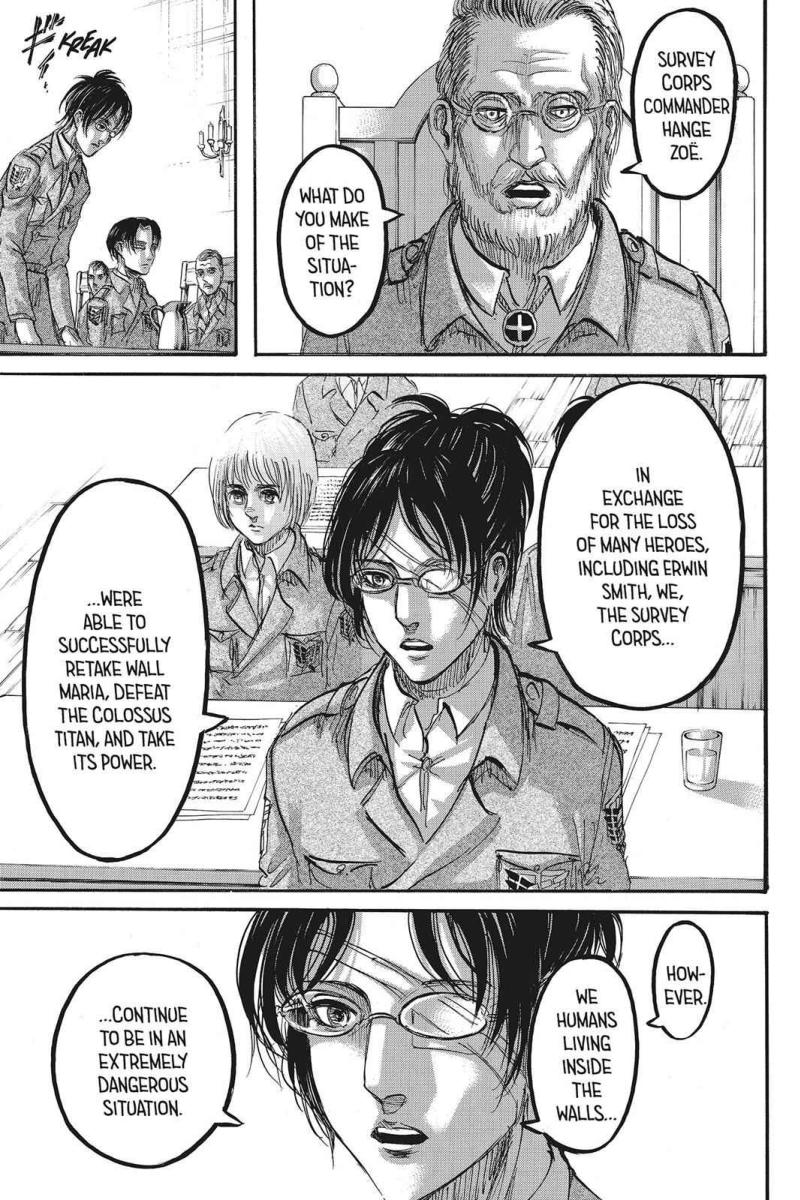 SURVEY
CORPS
COMMANDER
HANGE
ZOË.
WHAT DO
YOU MAKE
OF THE
SITUA-
TION?
ギ
KREAK
IN
EXCHANGE
FOR THE LOSS
OF MANY HEROES,
INCLUDING ERWIN
SMITH, WE,
THE SURVEY
CORPS...
...WERE
ABLE TO
SUCCESSFULLY
RETAKE WALL
MARIA, DEFEAT
THE COLOSSUS
TITAN, AND TAKE
ITS POWER.
HOW-
EVER.
WE
HUMANS
LIVING
INSIDE
THE
WALLS...
...CONTINUE
TO BE IN AN
EXTREMELY
DANGEROUS
SITUATION.